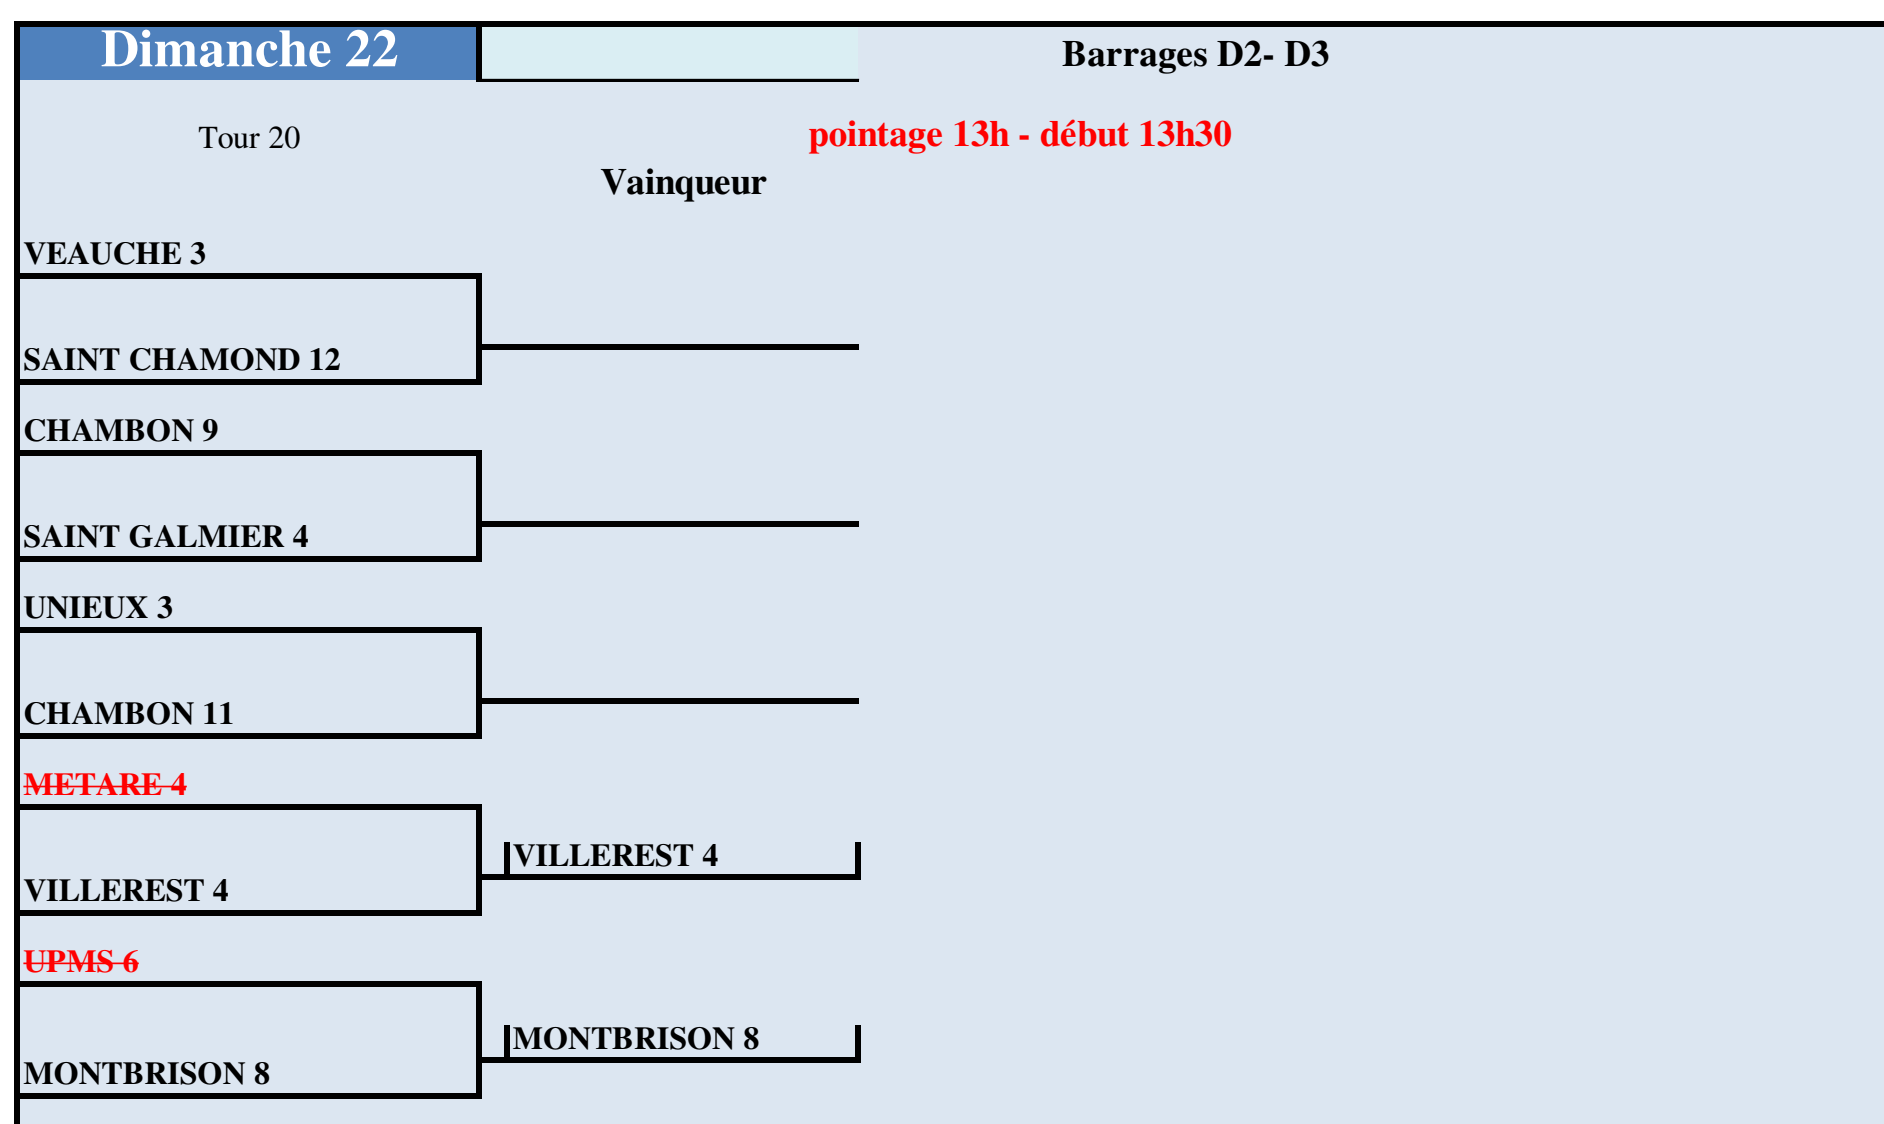 Dimanche 22
Barrages D2- D3
Tour 20
pointage 13h - début 13h30
Vainqueur
VEAUCHE 3
SAINT CHAMOND 12
CHAMBON 9
SAINT GALMIER 4
UNIEUX 3
CHAMBON 11
METARE 4
VILLEREST 4
VILLEREST 4
UPMS 6
MONTBRISON 8
MONTBRISON 8